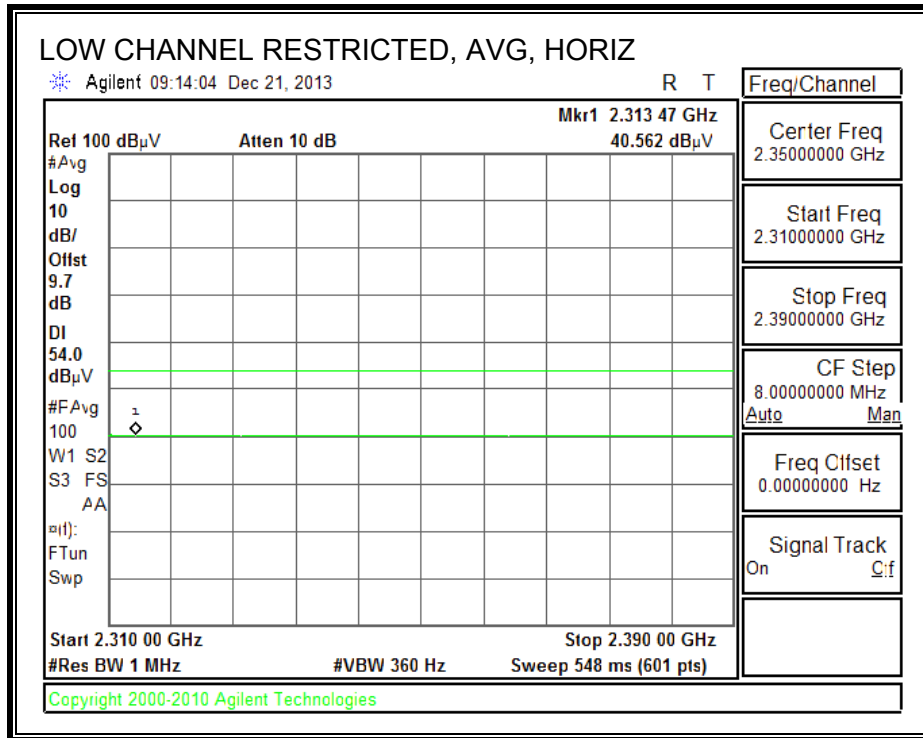 LOW CHANNEL RESTRICTED, AVG, HORIZ
Agilent 09:14:04 Dec 21, 2013
R T
Mkr1 2.313 47 GHz
Ref 100 dBµV
Atten 10 dB
40.562 dBµV
#Avg
Log
10
dB/
Offst
9.7
dB
DI
54.0
dBµV
#FAvg
100
W1 S2
S3 FS
AA
¤(f):
FTun
Swp
1
Start 2.310 00 GHz
Stop 2.390 00 GHz
#Res BW 1 MHz
#VBW 360 Hz
Sweep 548 ms (601 pts)
Copyright 2000-2010 Agilent Technologies
Freq/Channel
Center Freq
2.35000000 GHz
Start Freq
2.31000000 GHz
Stop Freq
2.39000000 GHz
CF Step
8.00000000 MHz
Auto Man
Freq Offset
0.00000000 Hz
Signal Track
On Off